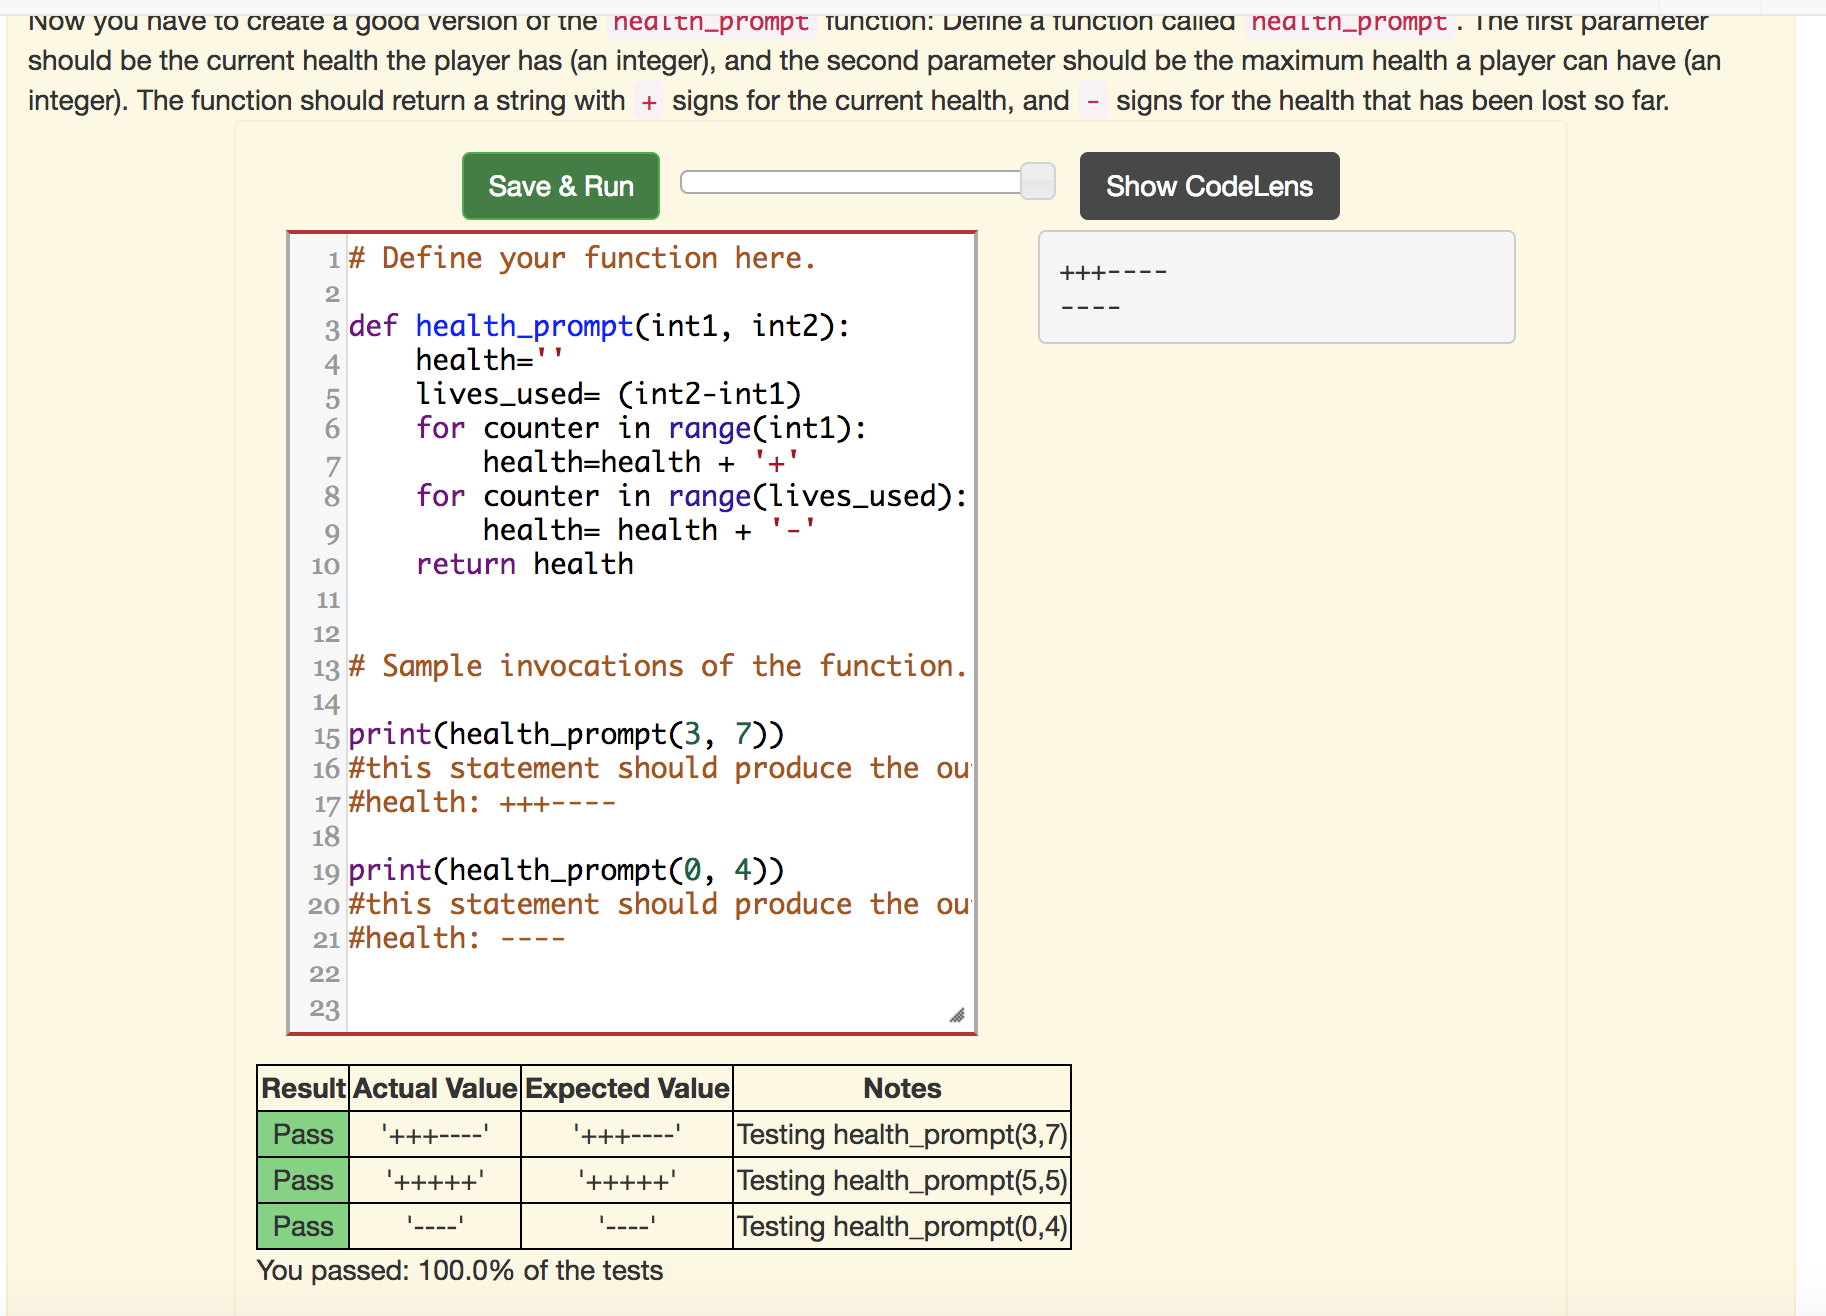 Now you have to create a good version of the health_prompt function: Define a function called health_prompt. The first parameter
should be the current health the player has (an integer), and the second parameter should be the maximum health a player can have (an
integer). The function should return a string with + signs for the current health, and - signs for the health that has been lost so far.
Save & Run Show CodeLens
1 # Define your function here.
2
3 def health_prompt(int1, int2):
4     health=''
5     lives_used= (int2-int1)
6     for counter in range(int1):
7         health=health + '+'
8     for counter in range(lives_used):
9         health= health + '-'
10     return health
11
12
13 # Sample invocations of the function.
14
15 print(health_prompt(3, 7))
16 #this statement should produce the ou
17 #health: +++----
18
19 print(health_prompt(0, 4))
20 #this statement should produce the ou
21 #health: ----
22
23
+++----
----
Result Actual Value Expected Value Notes
Pass '+++----' '+++----' Testing health_prompt(3,7)
Pass '+++++' '+++++' Testing health_prompt(5,5)
Pass '----' '----' Testing health_prompt(0,4)
You passed: 100.0% of the tests